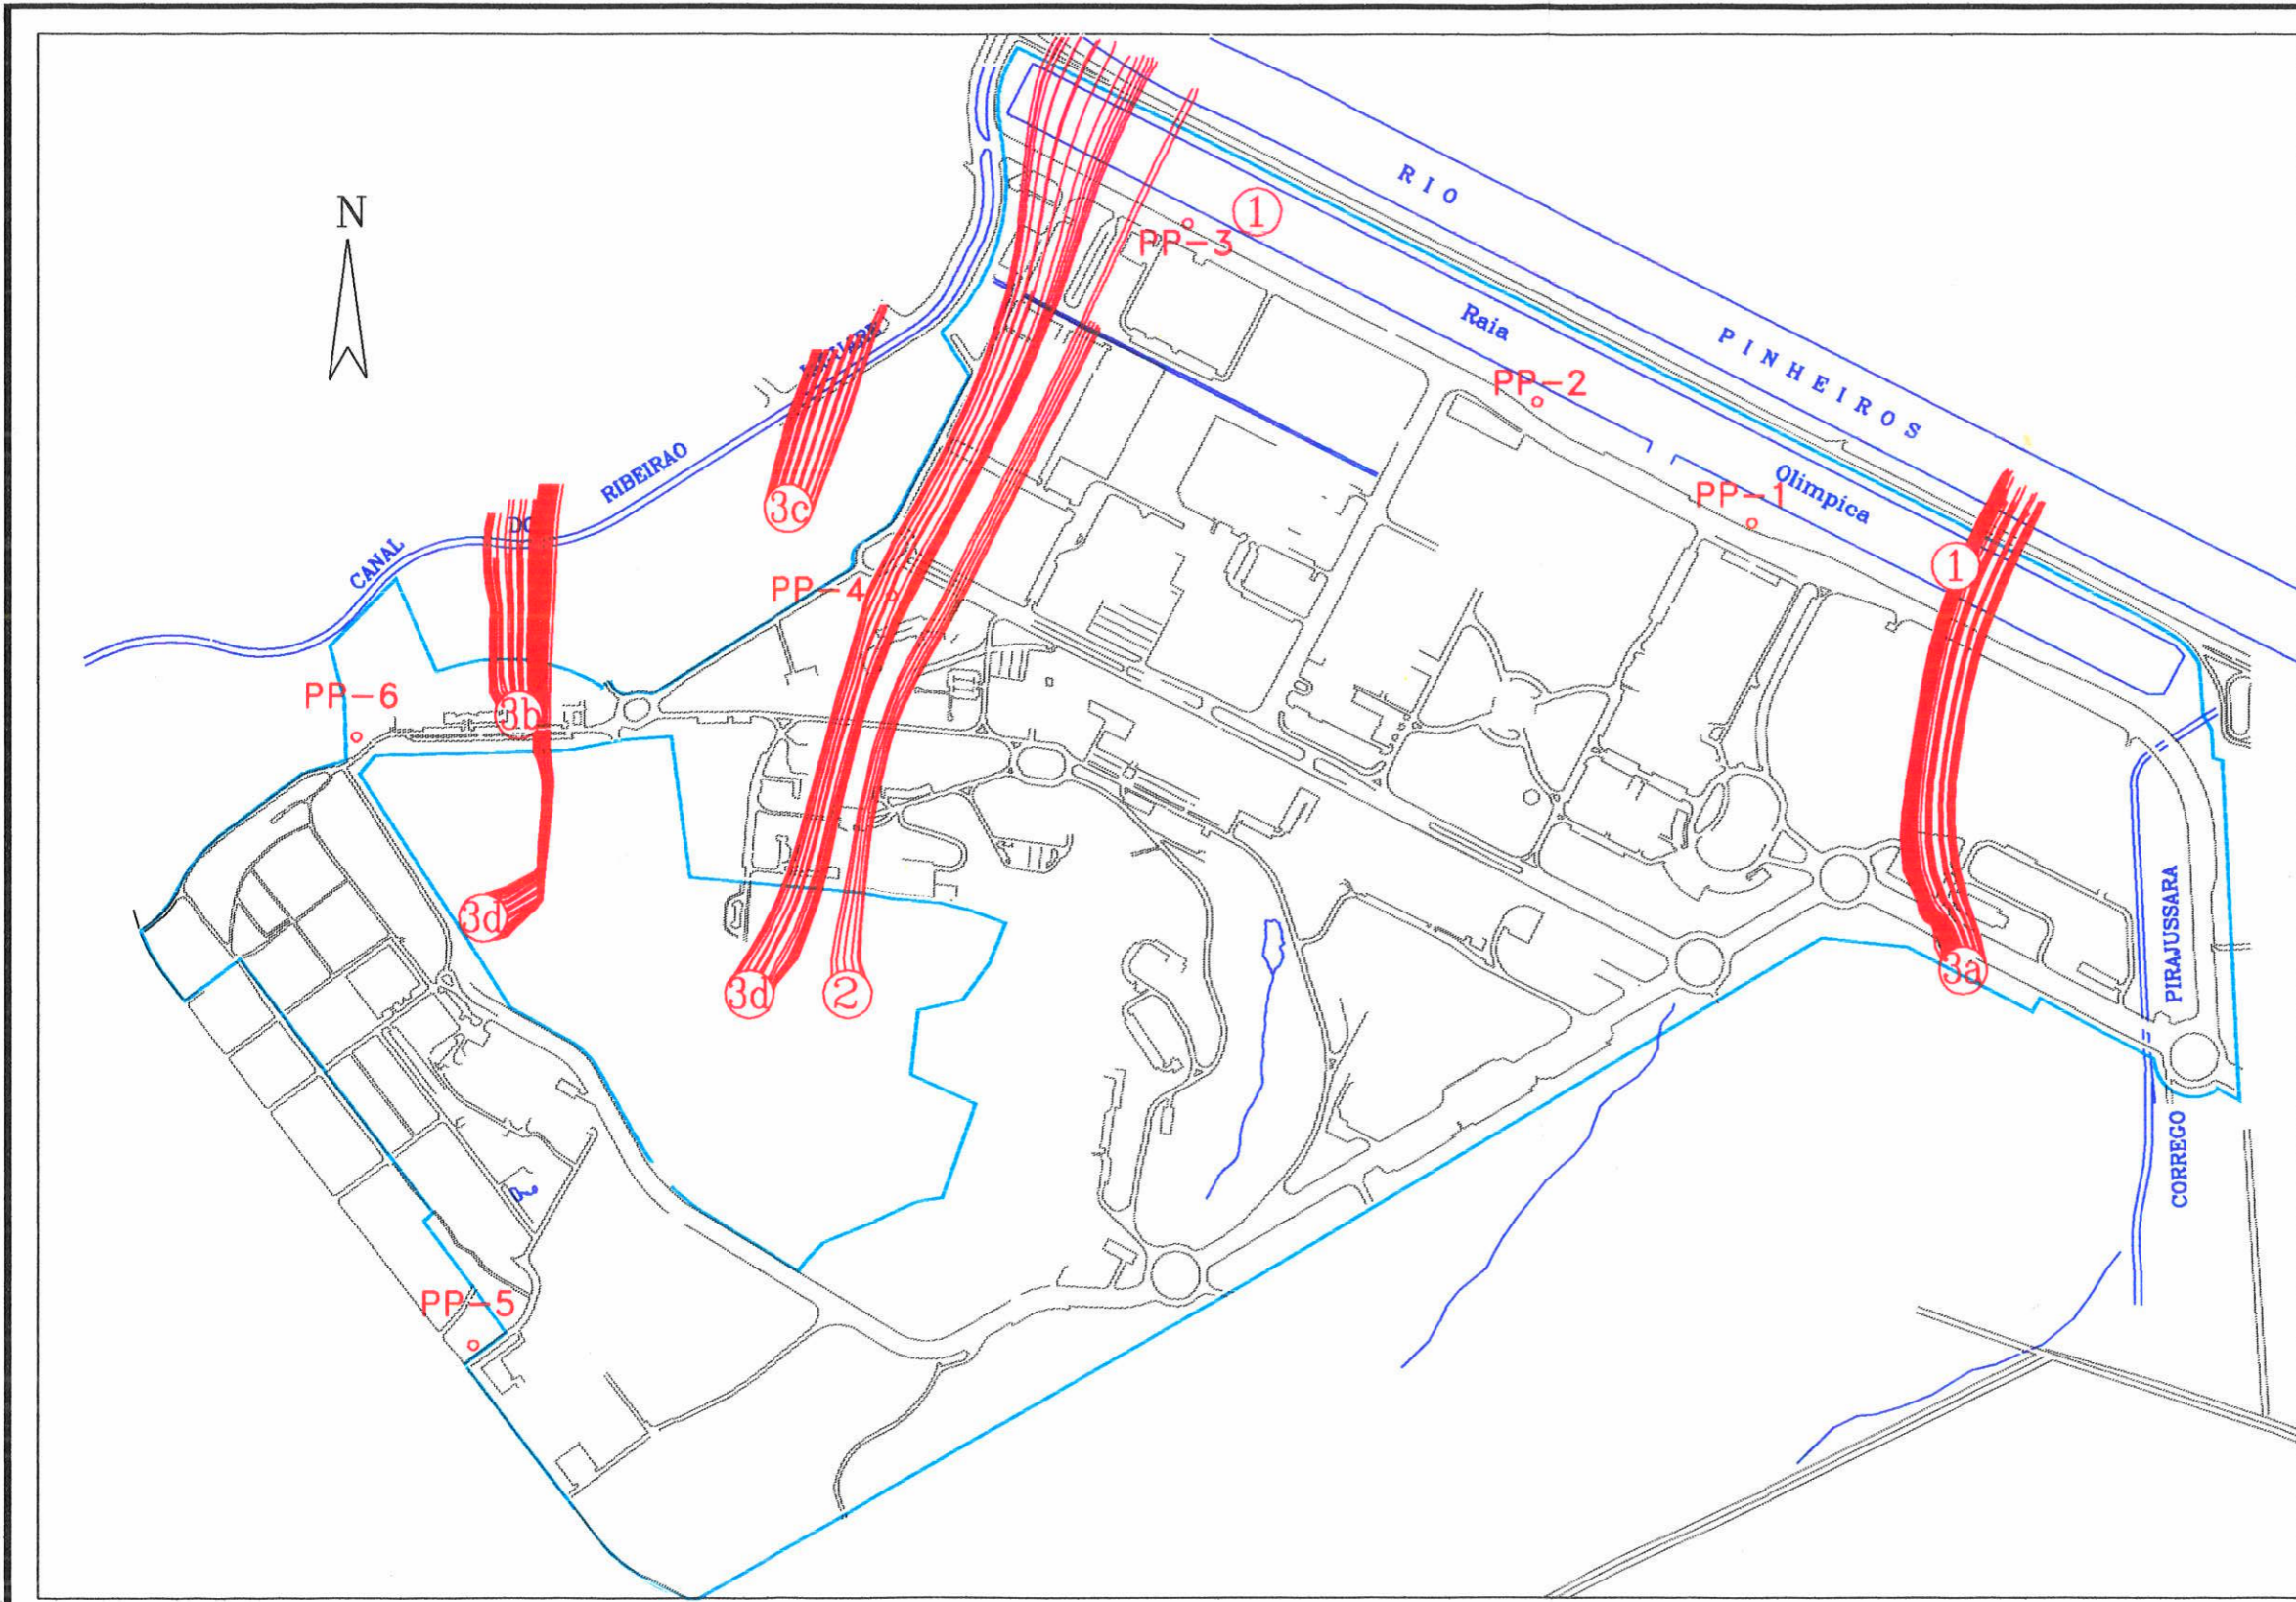 N
RIO
PINHEIROS
1
PP-3
Raia
PP-2
Olimpica
PP-1
1
RIBEIRAO
3c
DO
CANAL
PP-4
PP-6
3b
3d
3d
2
3a
PIRAJUSSARA
CORREGO
PP-5